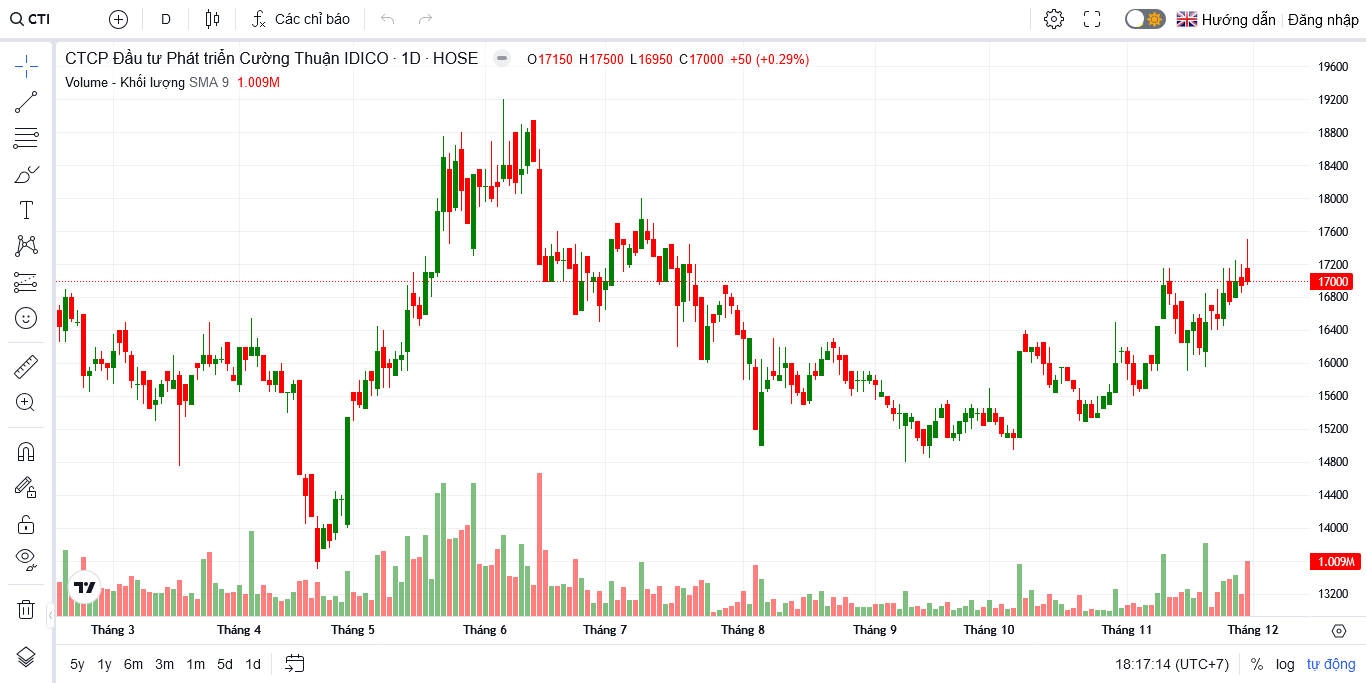 CTI D Các chỉ báo Hướng dẫn Đăng nhập
CTCP Đầu tư Phát triển Cường Thuận IDICO · 1D · HOSE O17150 H17500 L16950 C17000 +50 (+0.29%)
Volume - Khối lượng SMA 9 1.009M
19600
19200
18800
18400
18000
17600
17200
17000
16800
16400
16000
15600
15200
14800
14400
14000
1.009M
13200
Tháng 3 Tháng 4 Tháng 5 Tháng 6 Tháng 7 Tháng 8 Tháng 9 Tháng 10 Tháng 11 Tháng 12
5y 1y 6m 3m 1m 5d 1d 18:17:14 (UTC+7) % log tự động